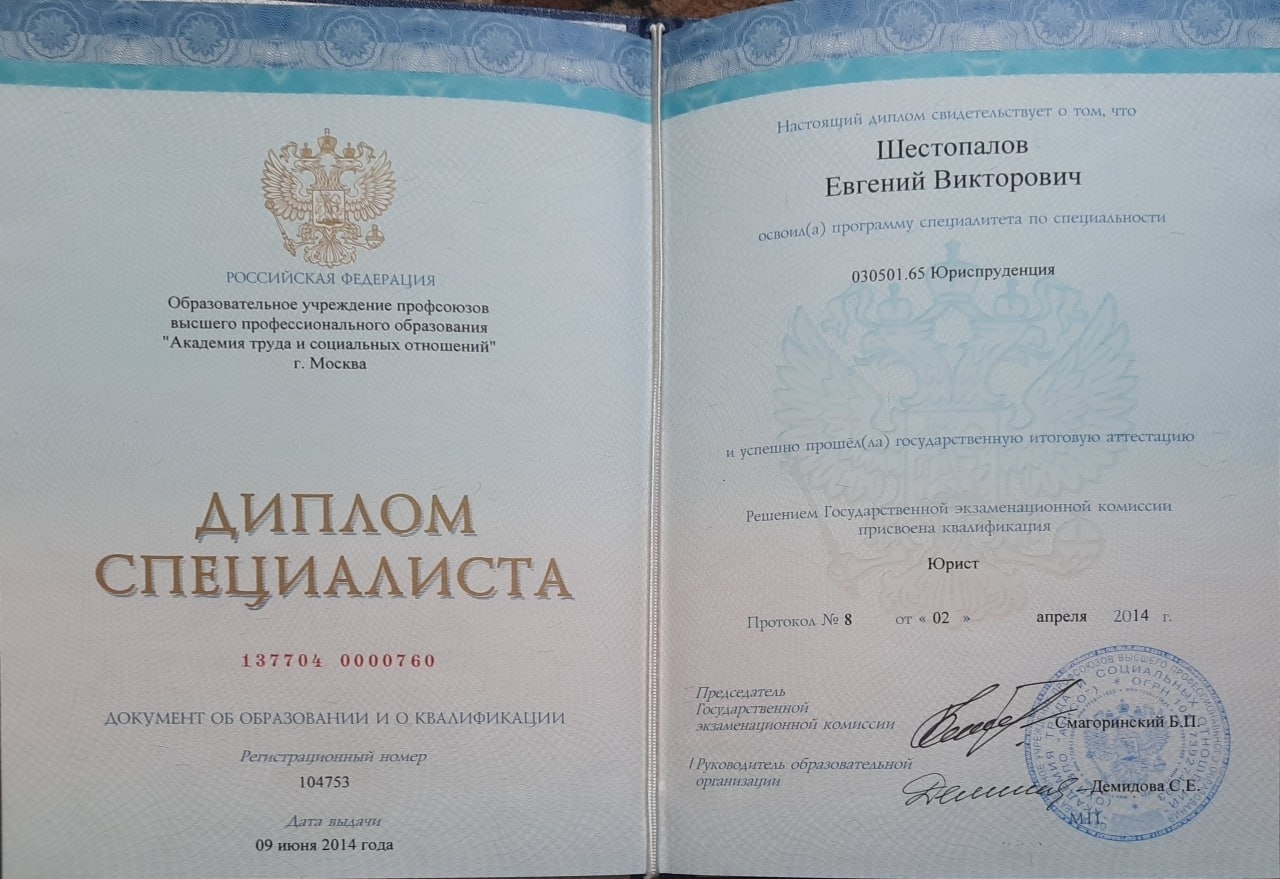 РОССИЙСКАЯ ФЕДЕРАЦИЯ
Образовательное учреждение профсоюзов
высшего профессионального образования
"Академия труда и социальных отношений"
г. Москва
ДИПЛОМ
СПЕЦИАЛИСТА
137704 0000760
ДОКУМЕНТ ОБ ОБРАЗОВАНИИ И О КВАЛИФИКАЦИИ
Регистрационный номер
104753
Дата выдачи
09 июня 2014 года
Настоящий диплом свидетельствует о том, что
Шестопалов
Евгений Викторович
освоил(а) программу специалитета по специальности
030501.65 Юриспруденция
и успешно прошёл(ла) государственную итоговую аттестацию
Решением Государственной экзаменационной комиссии
присвоена квалификация
Юрист
Протокол № 8 от « 02 » апреля 2014 г.
Председатель
Государственной
экзаменационной комиссии
Смагоринский Б.П.
Руководитель образовательной
организации
Демидова С.Е.
М.П.